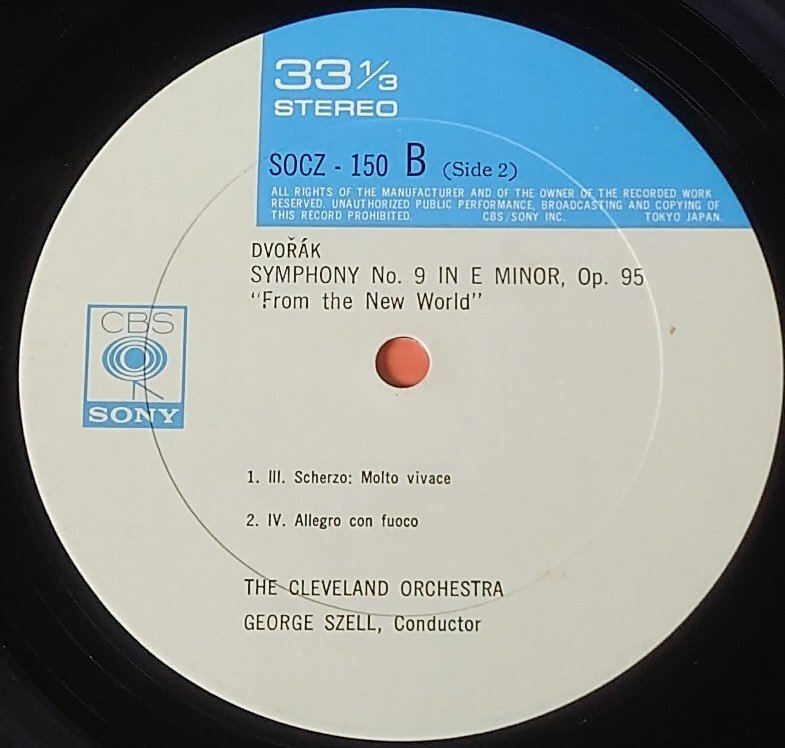 33 1/3
STEREO
SOCZ - 150 B (Side 2)
ALL RIGHTS OF THE MANUFACTURER AND OF THE OWNER OF THE RECORDED WORK
RESERVED. UNAUTHORIZED PUBLIC PERFORMANCE, BROADCASTING AND COPYING OF
THIS RECORD PROHIBITED. CBS/SONY INC. TOKYO JAPAN.
DVOŘÁK
SYMPHONY No. 9 IN E MINOR, Op. 95
"From the New World"
CBS
SONY
1. III. Scherzo: Molto vivace
2. IV. Allegro con fuoco
THE CLEVELAND ORCHESTRA
GEORGE SZELL, Conductor